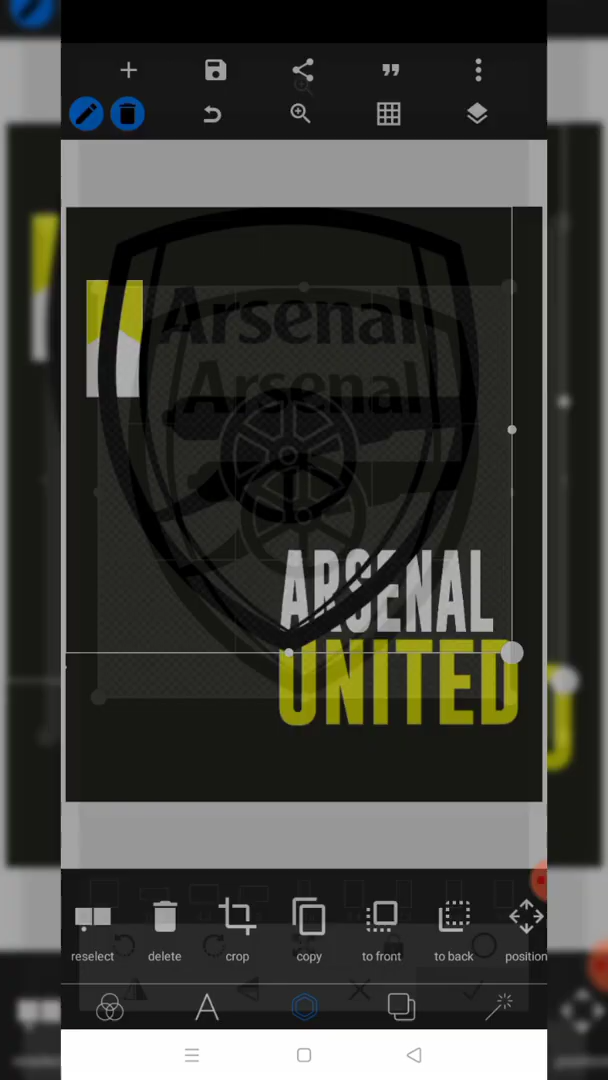 Arsenal
Arsenal
ARSENAL
UNITED
reselect
delete
crop
copy
to front
to back
position